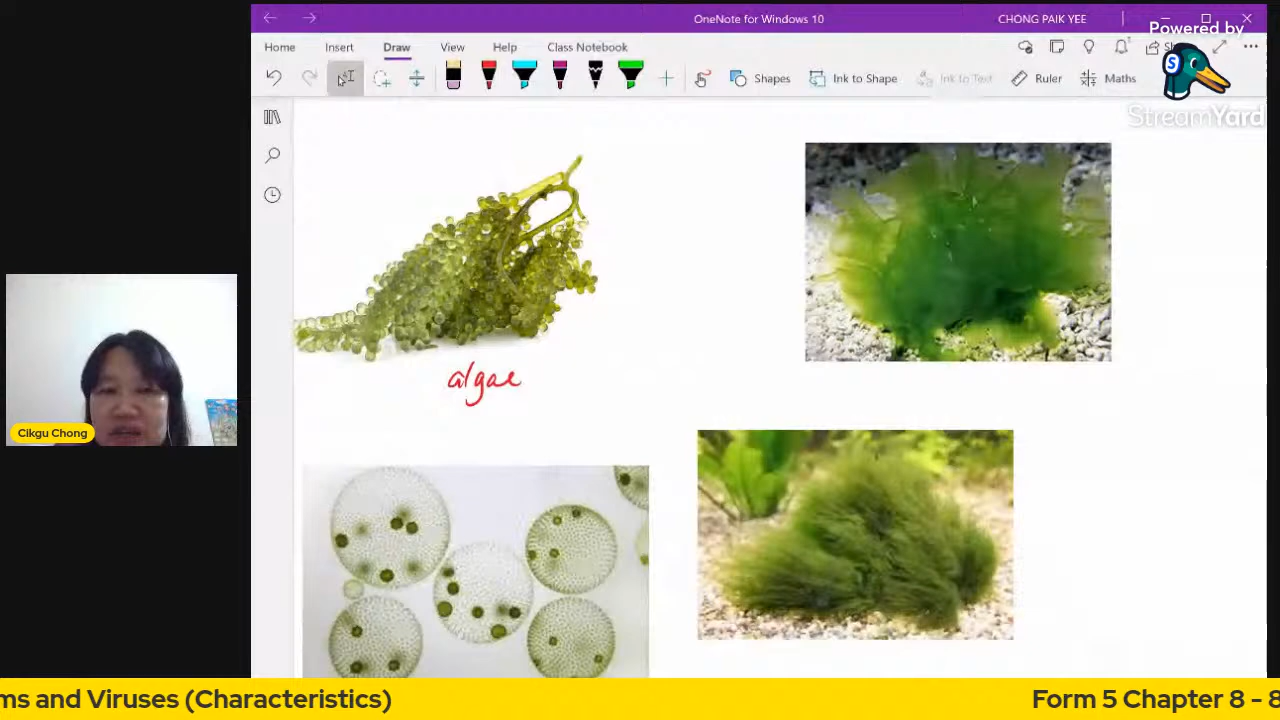 OneNote for Windows 10
CHONG PAIK YEE
Powered by
StreamYard
Home Insert Draw View Help Class Notebook
Shapes Ink to Shape Ink to Text Ruler Maths
algae
Cikgu Chong
ms and Viruses (Characteristics) Form 5 Chapter 8 - 8